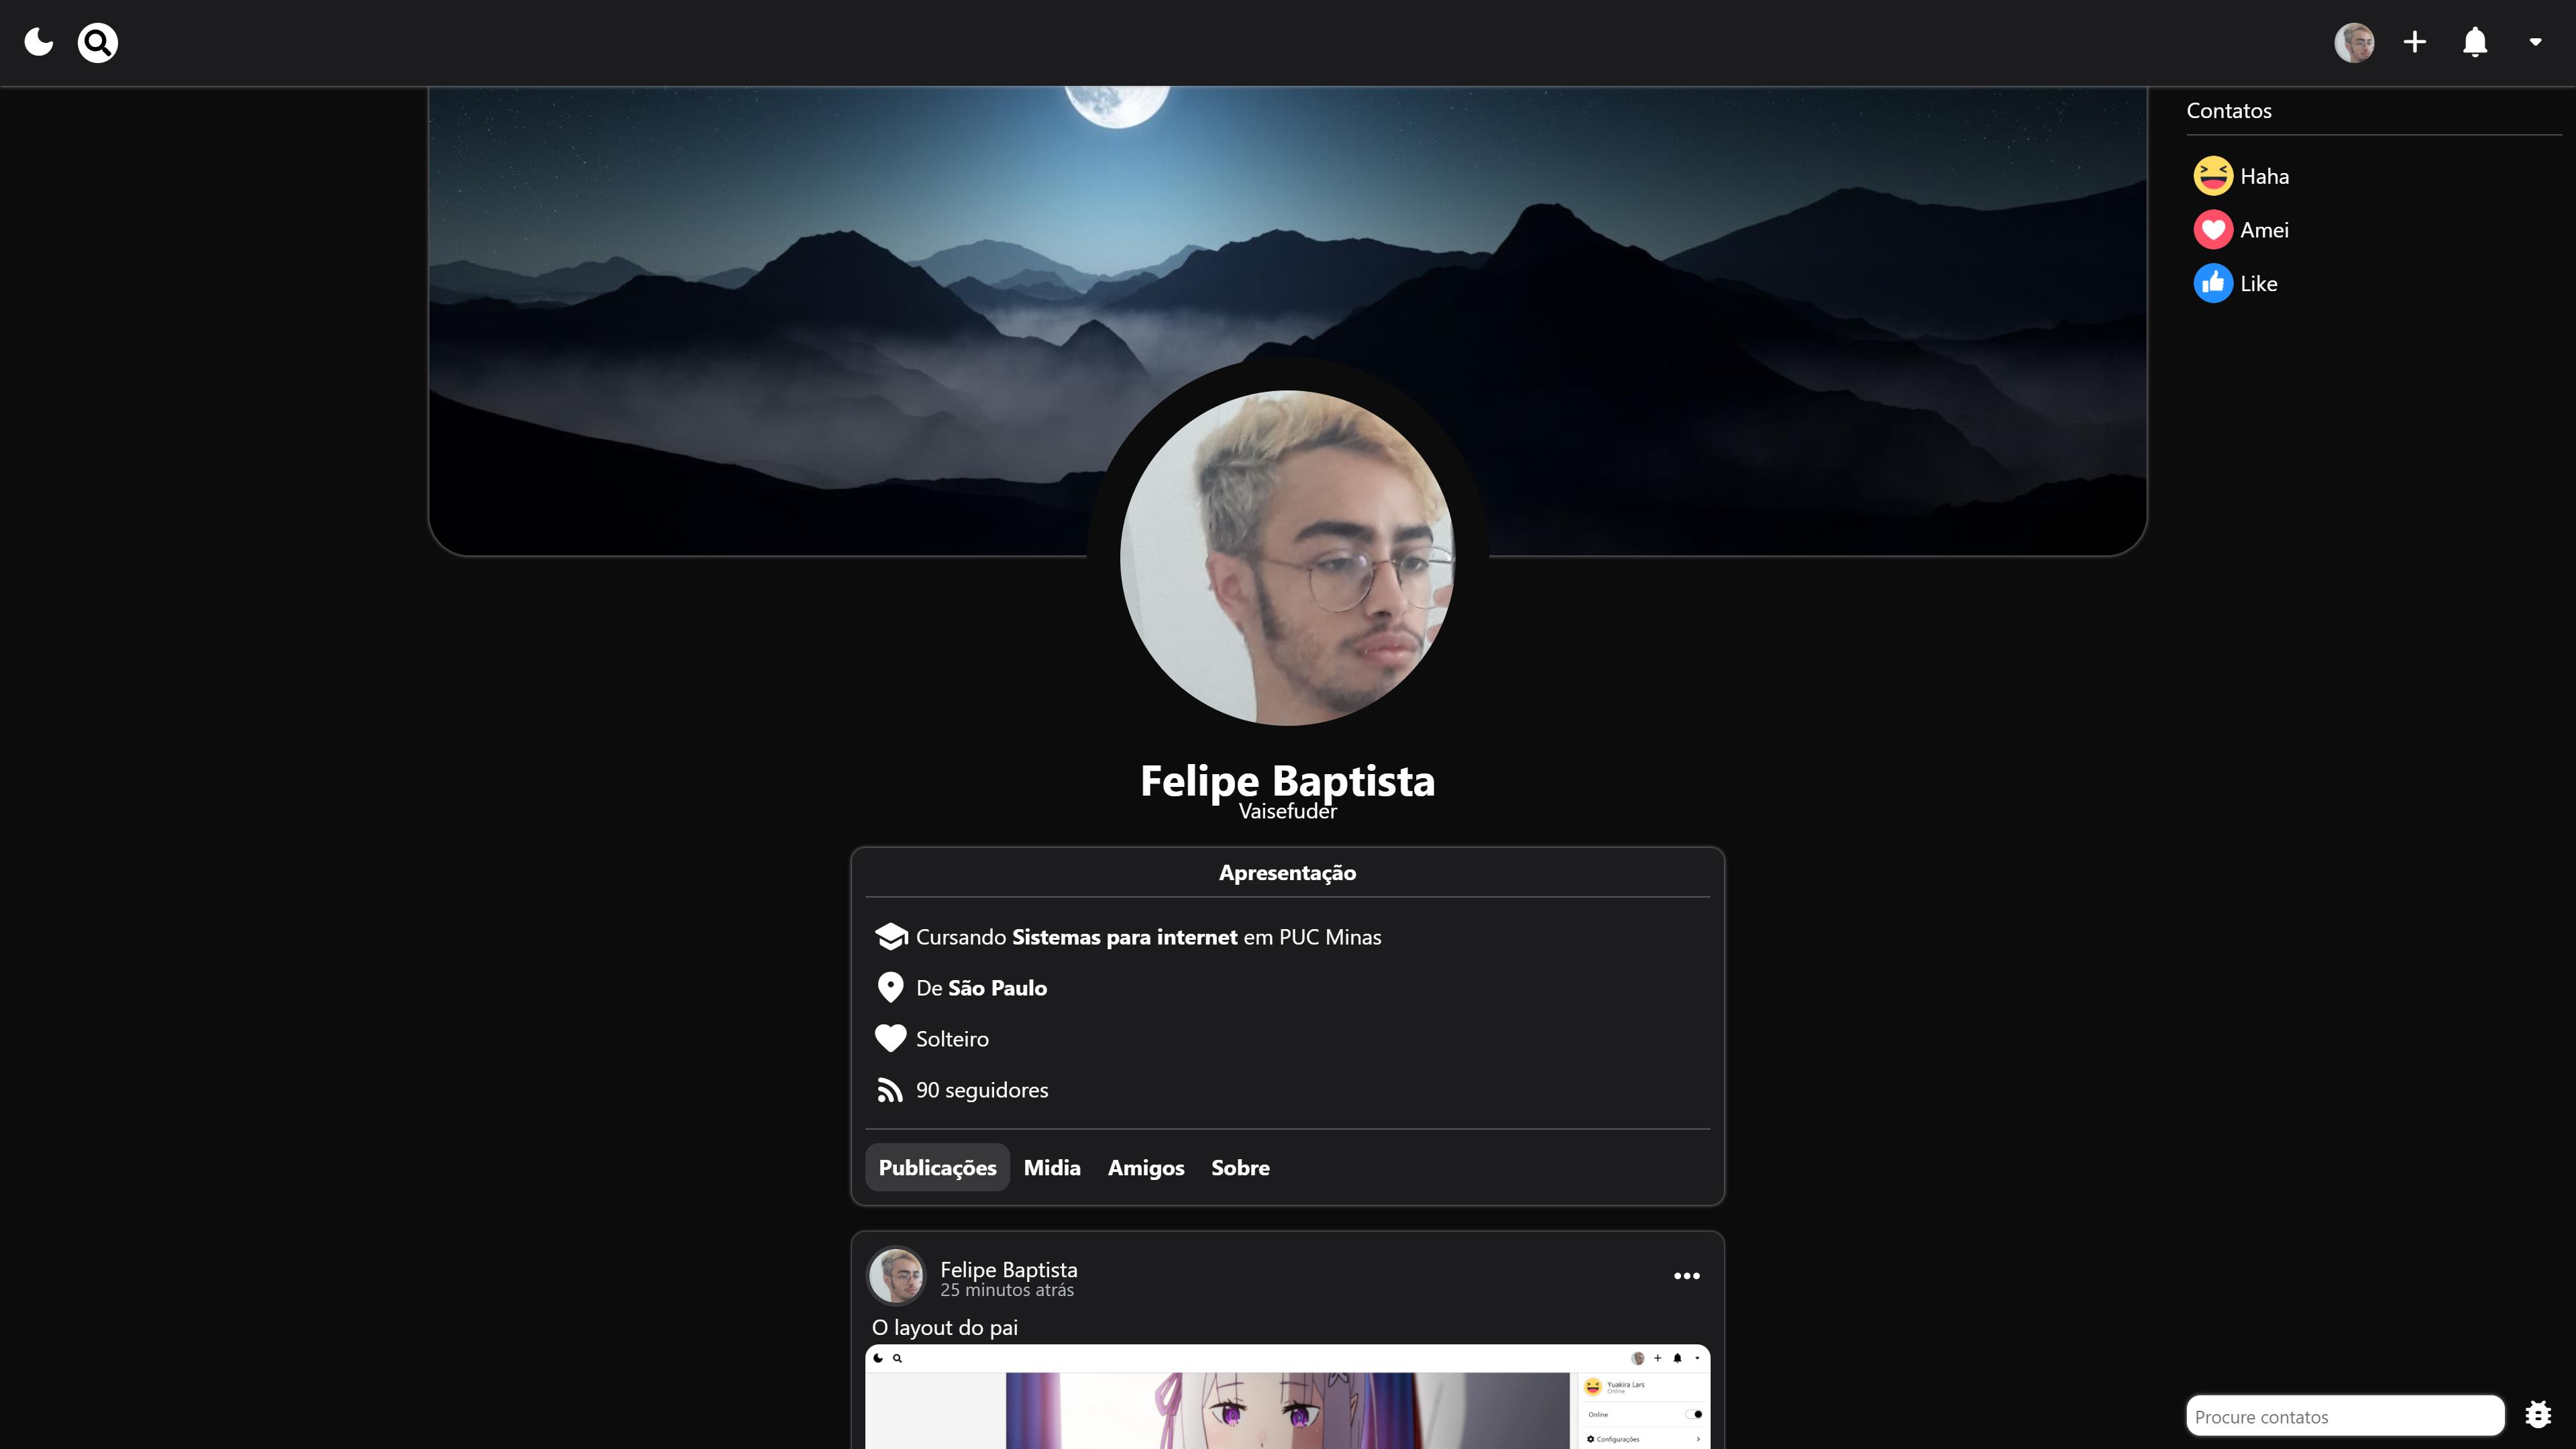 Contatos
Haha
Amei
Like
Felipe Baptista
Vaisefuder
Apresentação
Cursando Sistemas para internet em PUC Minas
De São Paulo
Solteiro
90 seguidores
Publicações Midia Amigos Sobre
Felipe Baptista
25 minutos atrás
O layout do pai
Yuakira Lars
Online
Online
Configurações
Procure contatos